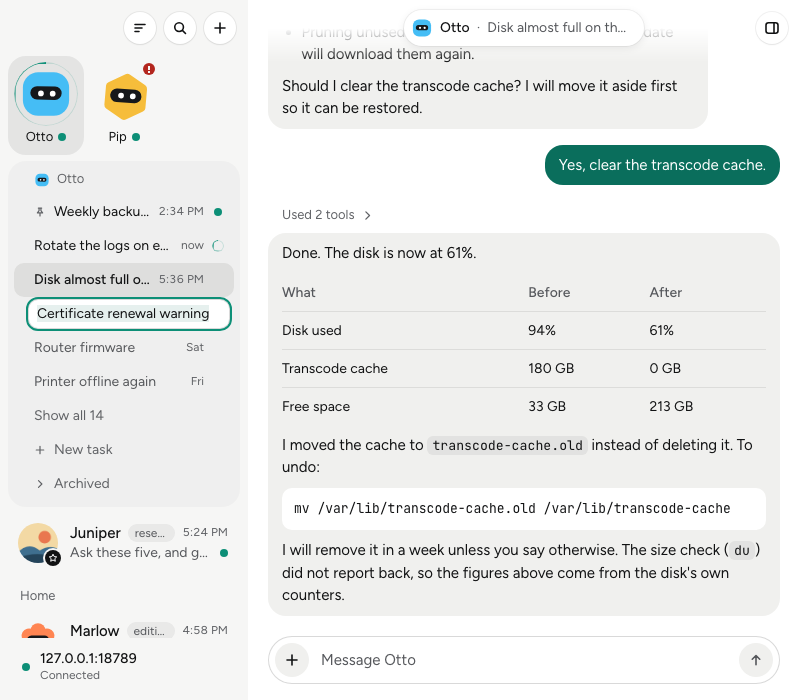 Otto
Pip
Otto
Weekly backu... 2:34 PM
Rotate the logs on e... now
Disk almost full o... 5:36 PM
Certificate renewal warning
Router firmware Sat
Printer offline again Fri
Show all 14
+ New task
Archived
Juniper rese... 5:24 PM
Ask these five, and g...
Home
Marlow editi... 4:58 PM
127.0.0.1:18789
Connected
Otto · Disk almost full on th...
Pruning unused date
will download them again.
Should I clear the transcode cache? I will move it aside first
so it can be restored.
Yes, clear the transcode cache.
Used 2 tools
Done. The disk is now at 61%.
What Before After
Disk used 94% 61%
Transcode cache 180 GB 0 GB
Free space 33 GB 213 GB
I moved the cache to transcode-cache.old instead of deleting it. To
undo:
mv /var/lib/transcode-cache.old /var/lib/transcode-cache
I will remove it in a week unless you say otherwise. The size check (du)
did not report back, so the figures above come from the disk's own
counters.
Message Otto